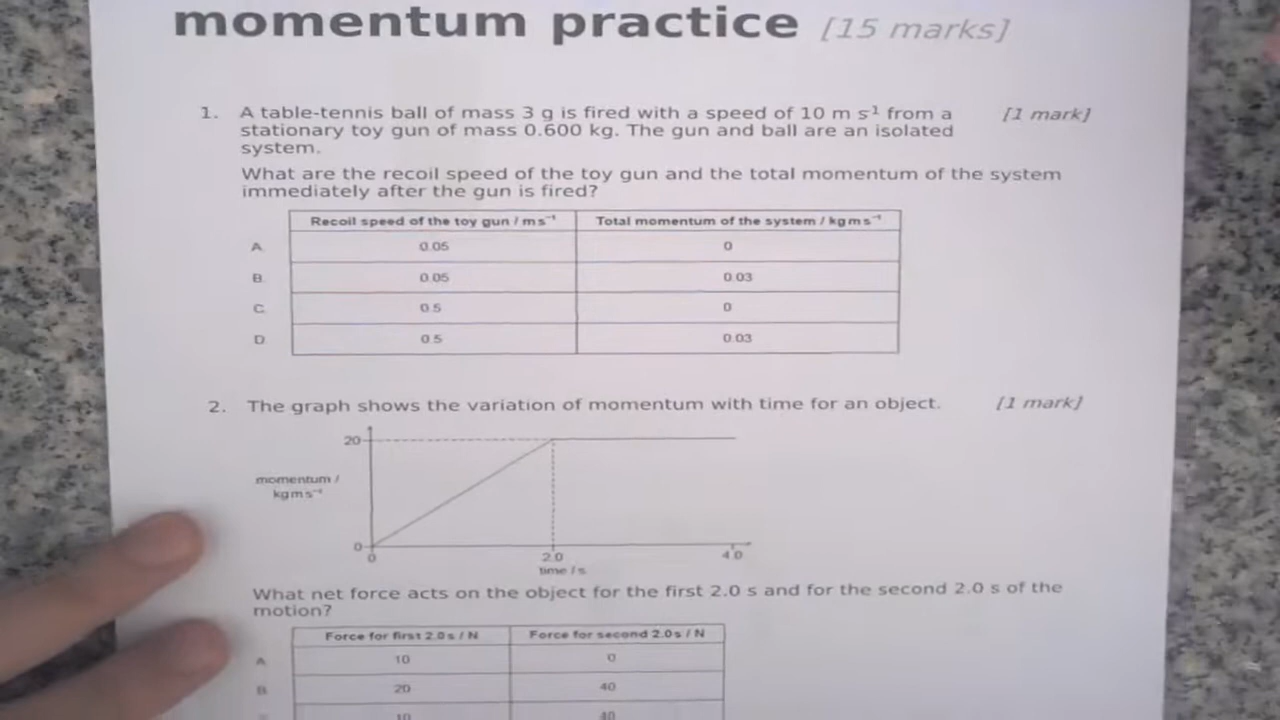 momentum practice [15 marks]
1. A table-tennis ball of mass 3 g is fired with a speed of 10 m s¹ from a [1 mark]
stationary toy gun of mass 0.600 kg. The gun and ball are an isolated
system.
What are the recoil speed of the toy gun and the total momentum of the system
immediately after the gun is fired?
Recoil speed of the toy gun / m s⁻¹ Total momentum of the system / kg m s⁻¹
A 0.05 0
B 0.05 0.03
C 0.5 0
D 0.5 0.03
2. The graph shows the variation of momentum with time for an object. [1 mark]
20
momentum /
kg m s⁻¹
0
0 2.0 4.0
time / s
What net force acts on the object for the first 2.0 s and for the second 2.0 s of the
motion?
Force for first 2.0 s / N Force for second 2.0 s / N
A 10 0
B 20 40
10 40